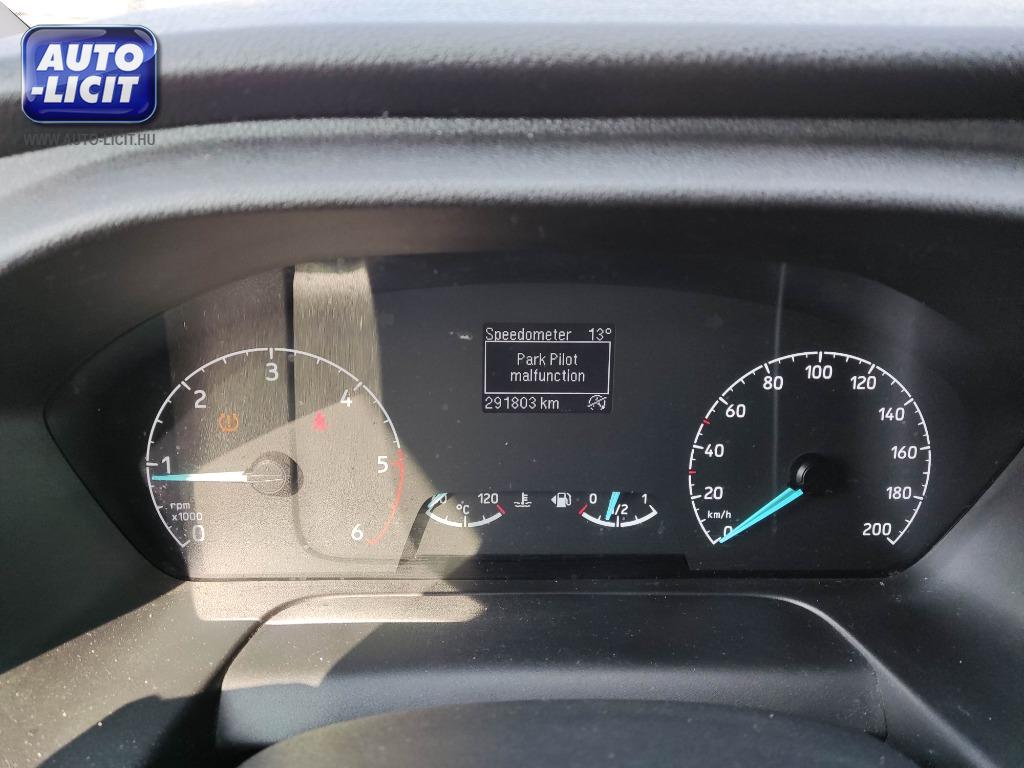 AUTO
-LICIT
WWW.AUTO-LICIT.HU
Speedometer 13°
Park Pilot
malfunction
291803 km
0 1 2 3 4 5 6
rpm
x1000
120
°C
0 1/2 1
0 20 40 60 80 100 120 140 160 180 200
km/h